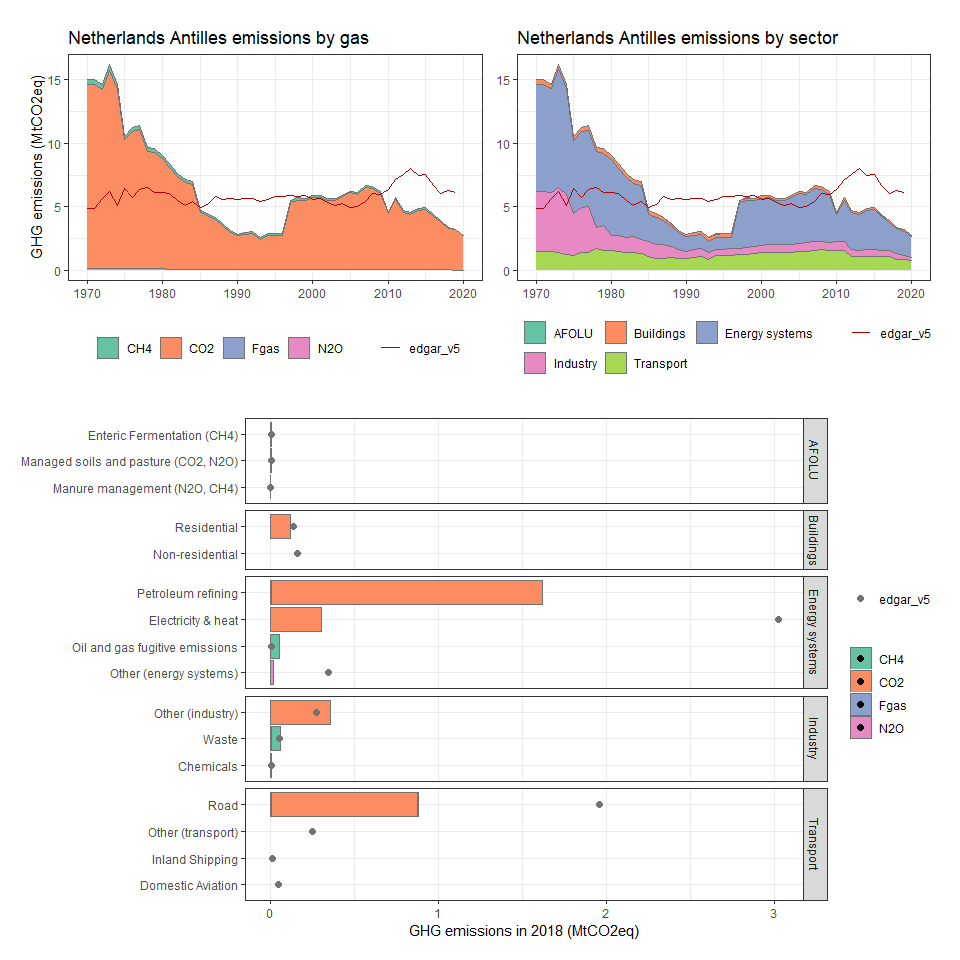 Netherlands Antilles emissions by gas
GHG emissions (MtCO2eq)
15
10
5
0
1970 1980 1990 2000 2010 2020
CH4 CO2 Fgas N2O edgar_v5
Netherlands Antilles emissions by sector
15
10
5
0
1970 1980 1990 2000 2010 2020
AFOLU Buildings Energy systems edgar_v5
Industry Transport
Enteric Fermentation (CH4)
Managed soils and pasture (CO2, N2O)
Manure management (N2O, CH4)
AFOLU
Residential
Non-residential
Buildings
Petroleum refining
Electricity & heat
Oil and gas fugitive emissions
Other (energy systems)
Energy systems
Other (industry)
Waste
Chemicals
Industry
Road
Other (transport)
Inland Shipping
Domestic Aviation
Transport
0 1 2 3
GHG emissions in 2018 (MtCO2eq)
edgar_v5
CH4
CO2
Fgas
N2O